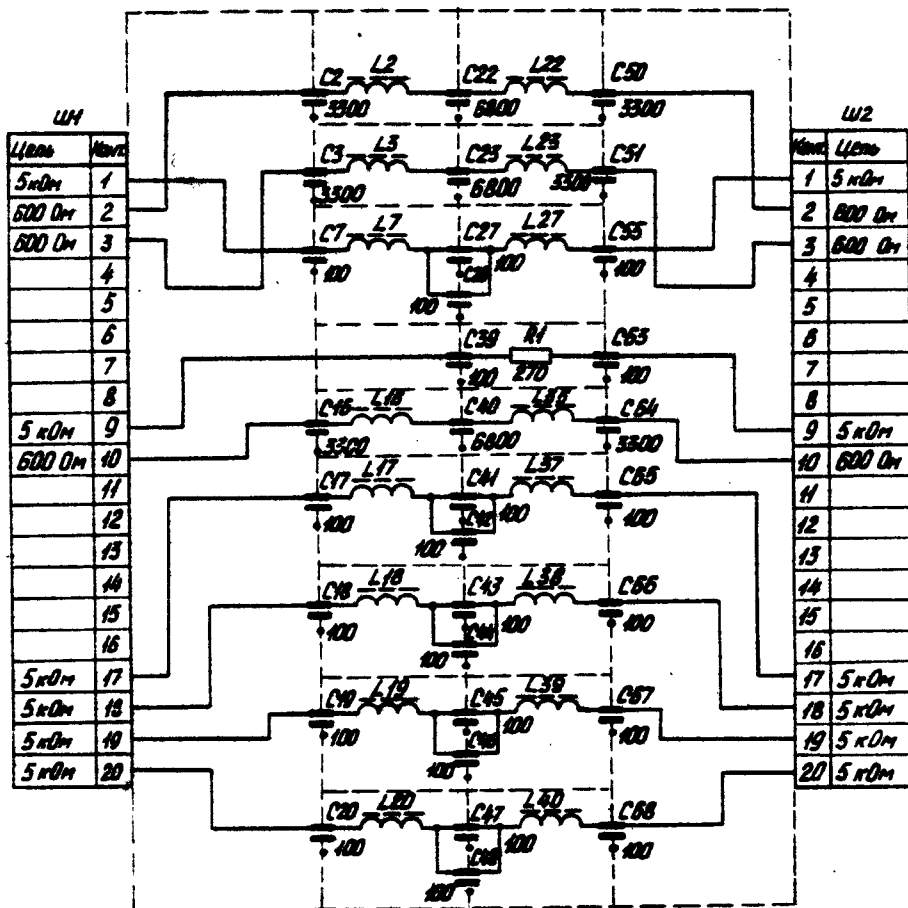 C2 L2 C22 L22 C50
3300 6800 3300
Ш1 Ш2
C3 L3 C23 L23 C51
3300 6800 3300
C7 L7 C27 L27 C55
100 100 100
100
C39 R1 C63
100 270 100
C16 L16 C40 C64
3300 6800 3300
C17 L17 C41 L37 C65
100 100 100
100
C18 L18 C43 L38 C66
100 100 100
100
C19 L19 C45 L39 C67
100 100 100
100
C20 L20 C47 L40 C68
100 100 100
100
Цепь Конт.
5 кОм 1
600 Ом 2
600 Ом 3
4
5
6
7
8
5 кОм 9
600 Ом 10
11
12
13
14
15
16
5 кОм 17
5 кОм 18
5 кОм 19
5 кОм 20
Конт. Цепь
1 5 кОм
2 600 Ом
3 600 Ом
4
5
6
7
8
9 5 кОм
10 600 Ом
11
12
13
14
15
16
17 5 кОм
18 5 кОм
19 5 кОм
20 5 кОм